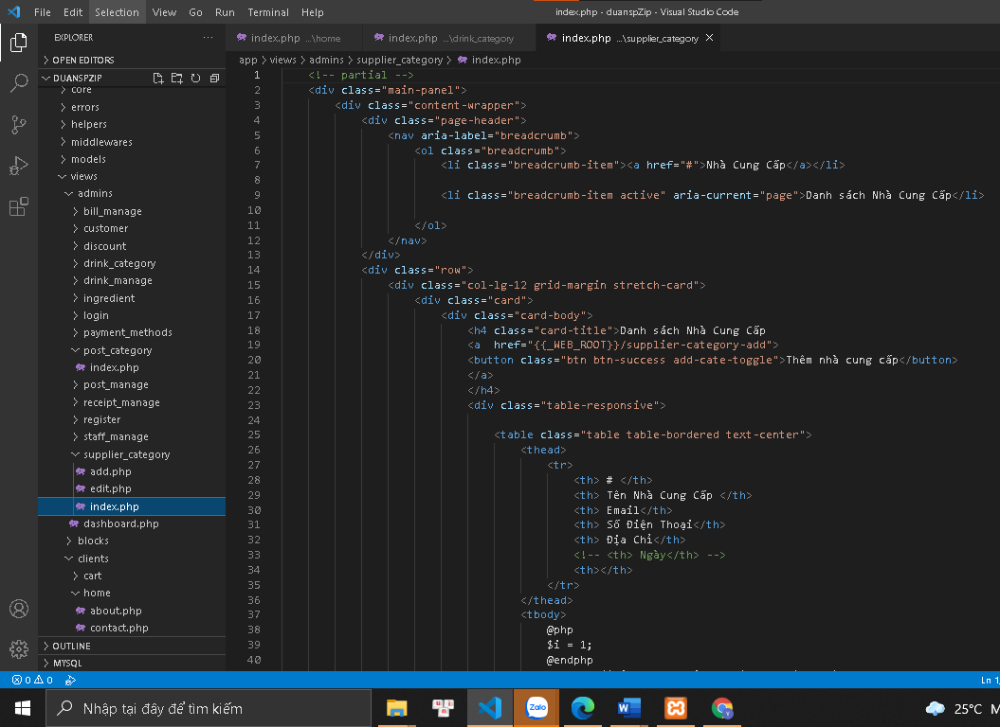 File Edit Selection View Go Run Terminal Help
index.php - duanspZip - Visual Studio Code
EXPLORER ...
OPEN EDITORS
DUANSPZIP
core
errors
helpers
middlewares
models
views
admins
bill_manage
customer
discount
drink_category
drink_manage
ingredient
login
payment_methods
post_category
index.php
post_manage
receipt_manage
register
staff_manage
supplier_category
add.php
edit.php
index.php
dashboard.php
blocks
clients
cart
home
about.php
contact.php
OUTLINE
MYSQL
index.php ...\home
index.php ...\drink_category
index.php ...\supplier_category
app > views > admins > supplier_category > index.php
1 <!-- partial -->
2 <div class="main-panel">
3 <div class="content-wrapper">
4 <div class="page-header">
5 <nav aria-label="breadcrumb">
6 <ol class="breadcrumb">
7 <li class="breadcrumb-item"><a href="#">Nhà Cung Cấp</a></li>
8
9 <li class="breadcrumb-item active" aria-current="page">Danh sách Nhà Cung Cấp</li>
10
11 </ol>
12 </nav>
13 </div>
14 <div class="row">
15 <div class="col-lg-12 grid-margin stretch-card">
16 <div class="card">
17 <div class="card-body">
18 <h4 class="card-title">Danh sách Nhà Cung Cấp
19 <a  href="{{_WEB_ROOT}}/supplier-category-add">
20 <button class="btn btn-success add-cate-toggle">Thêm nhà cung cấp</button>
21 </a>
22 </h4>
23 <div class="table-responsive">
24
25 <table class="table table-bordered text-center">
26 <thead>
27 <tr>
28 <th> # </th>
29 <th> Tên Nhà Cung Cấp </th>
30 <th> Email</th>
31 <th> Số Điện Thoại</th>
32 <th> Địa Chỉ</th>
33 <!-- <th> Ngày</th> -->
34 <th></th>
35 </tr>
36 </thead>
37 <tbody>
38 @php
39 $i = 1;
40 @endphp
0 0
Ln 1,
Nhập tại đây để tìm kiếm
Zalo
25°C M